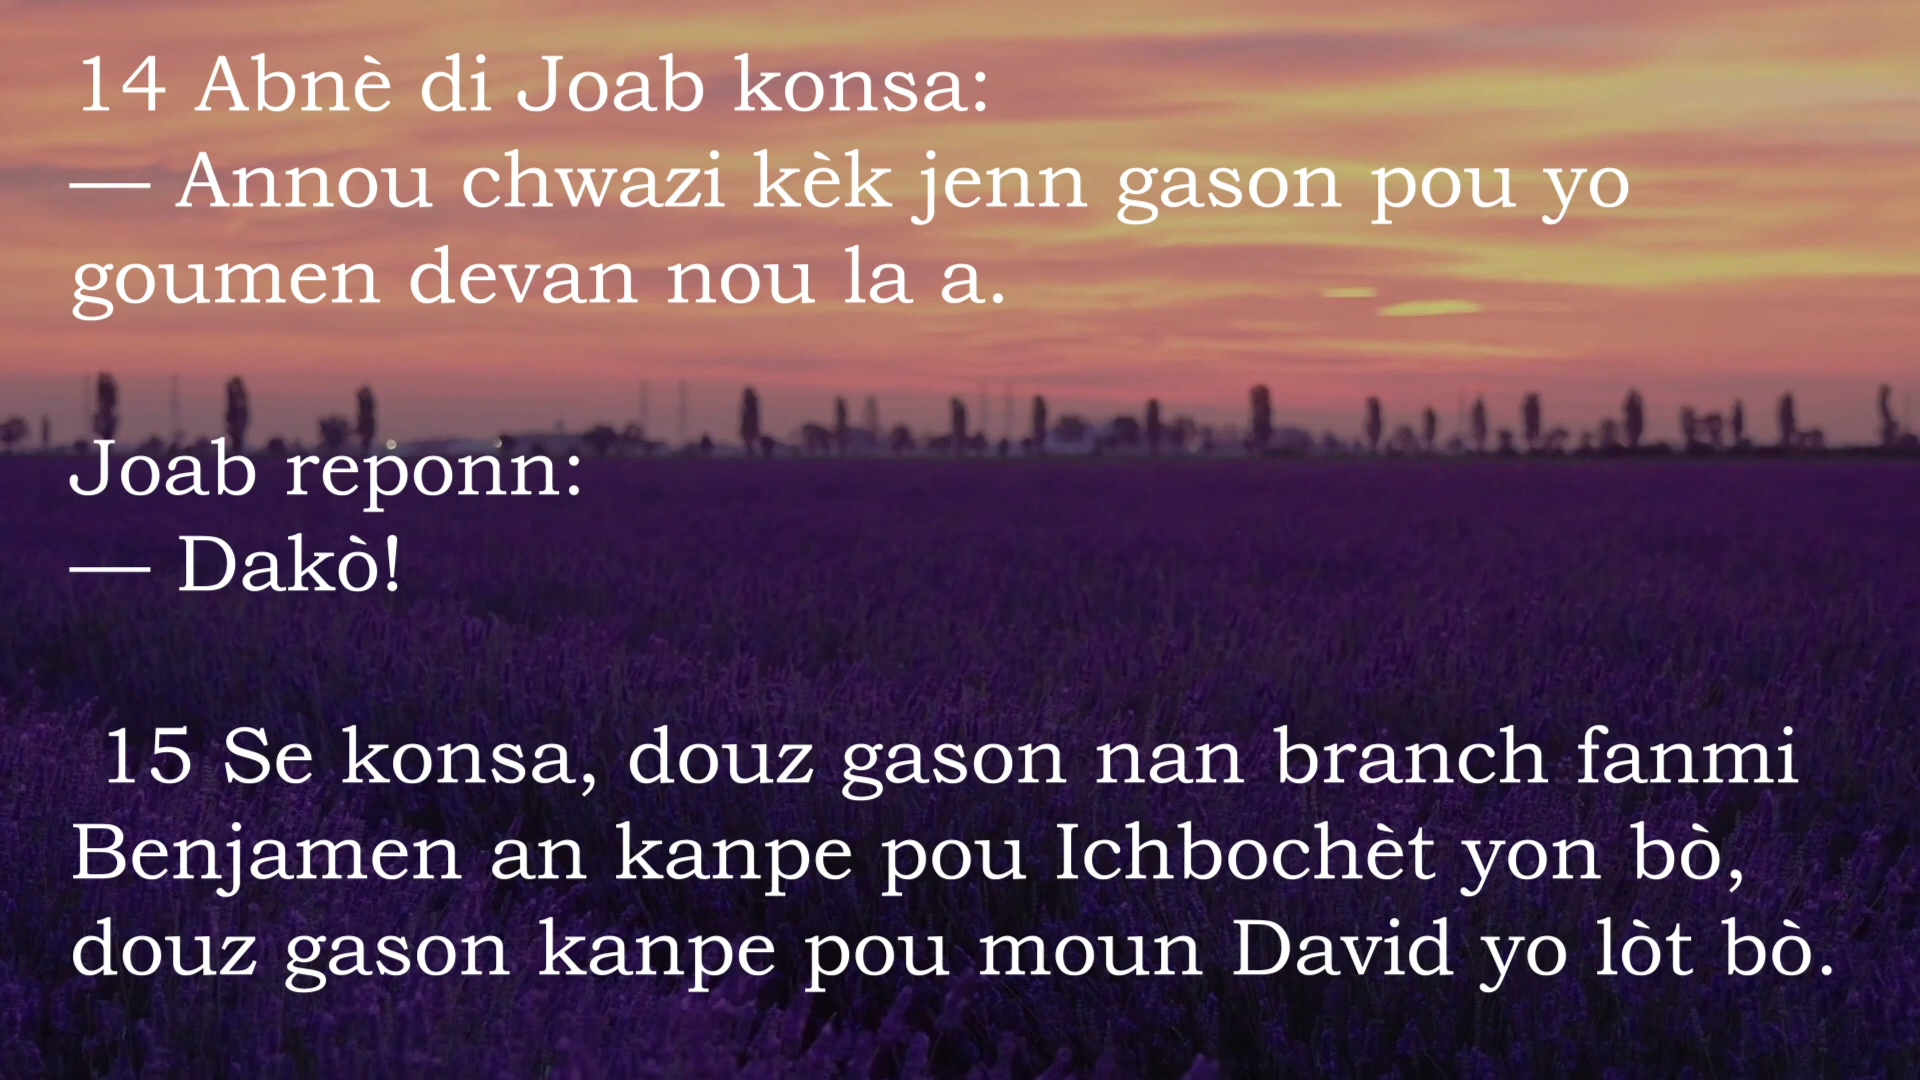 14 Abnè di Joab konsa:
— Annou chwazi kèk jenn gason pou yo
goumen devan nou la a.
Joab reponn:
— Dakò!
15 Se konsa, douz gason nan branch fanmi
Benjamen an kanpe pou Ichbochèt yon bò,
douz gason kanpe pou moun David yo lòt bò.